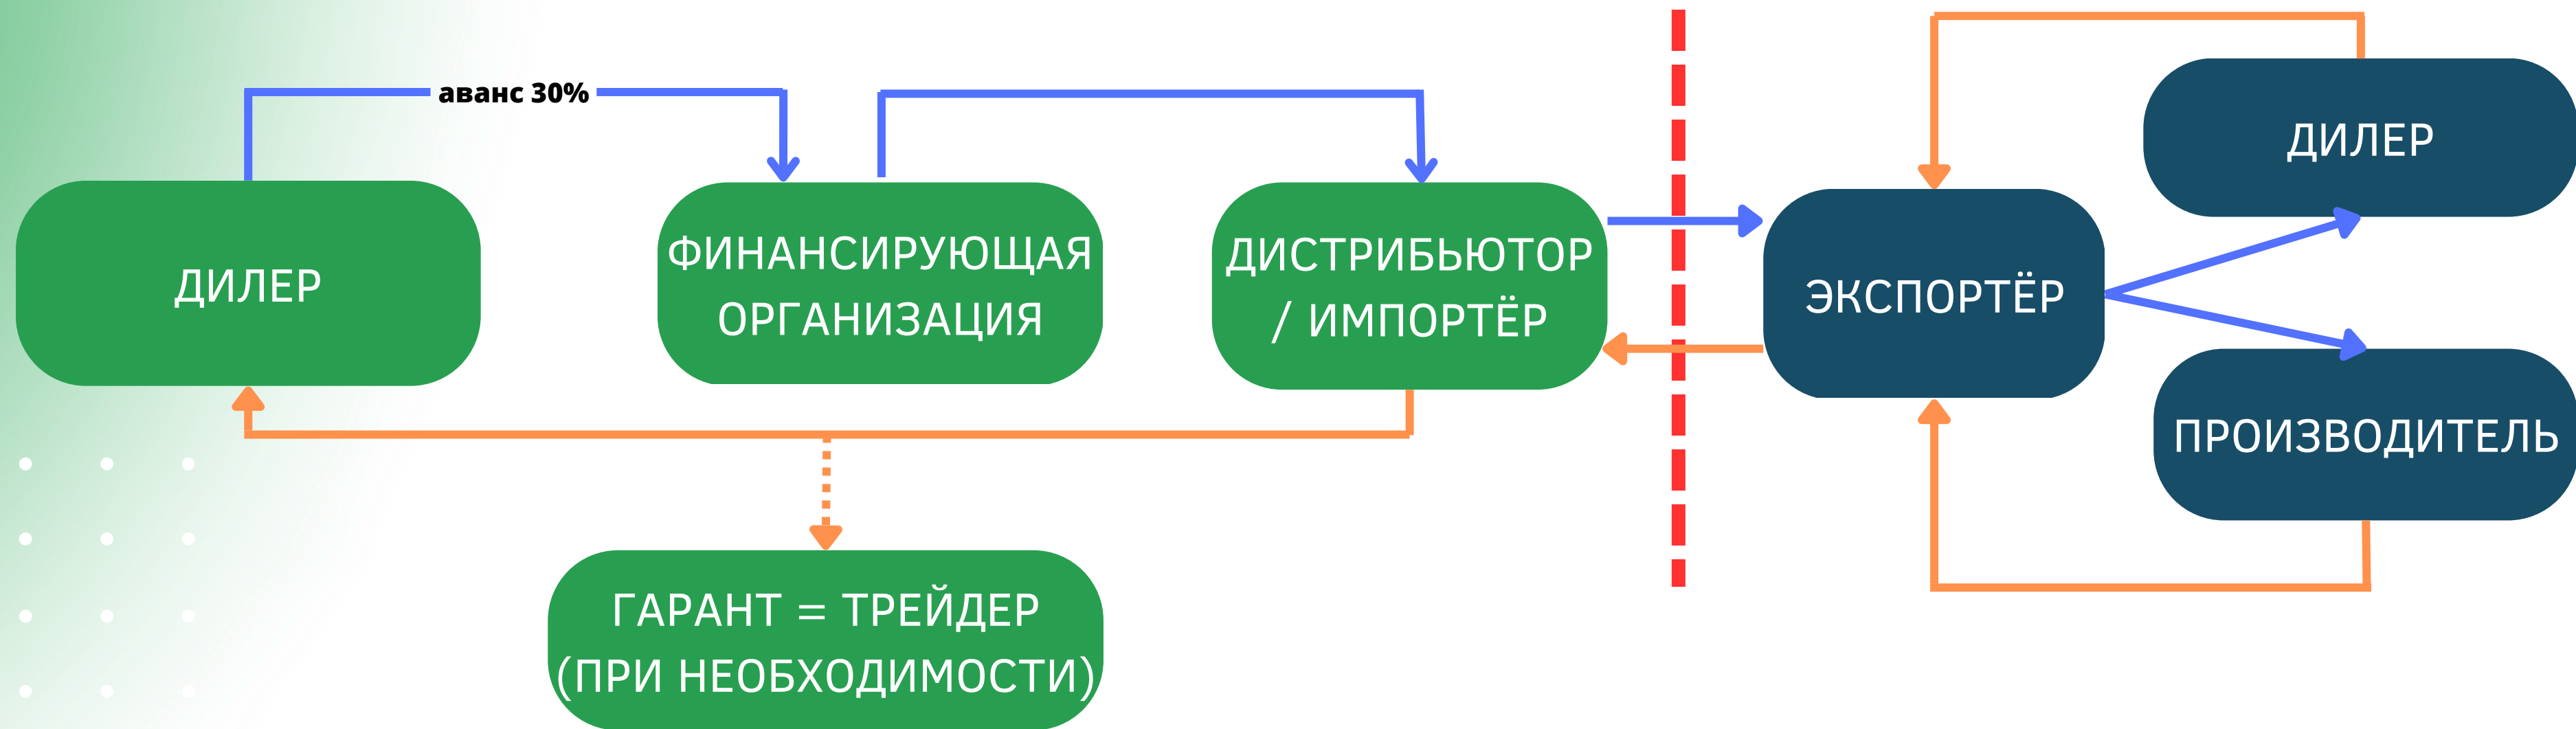 аванс 30%
ДИЛЕР
ФИНАНСИРУЮЩАЯ
ОРГАНИЗАЦИЯ
ДИСТРИБЬЮТОР
/ ИМПОРТЁР
ЭКСПОРТЁР
ДИЛЕР
ПРОИЗВОДИТЕЛЬ
ГАРАНТ = ТРЕЙДЕР
(ПРИ НЕОБХОДИМОСТИ)